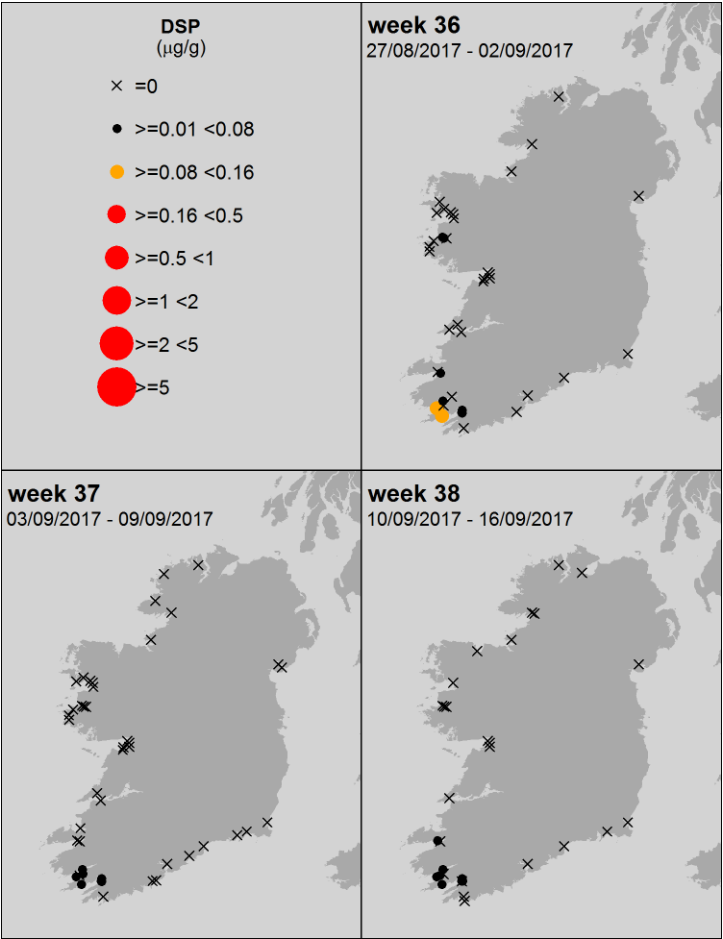 DSP
(μg/g)
=0
>=0.01 <0.08
>=0.08 <0.16
>=0.16 <0.5
>=0.5 <1
>=1 <2
>=2 <5
>=5
week 36
27/08/2017 - 02/09/2017
week 37
03/09/2017 - 09/09/2017
week 38
10/09/2017 - 16/09/2017